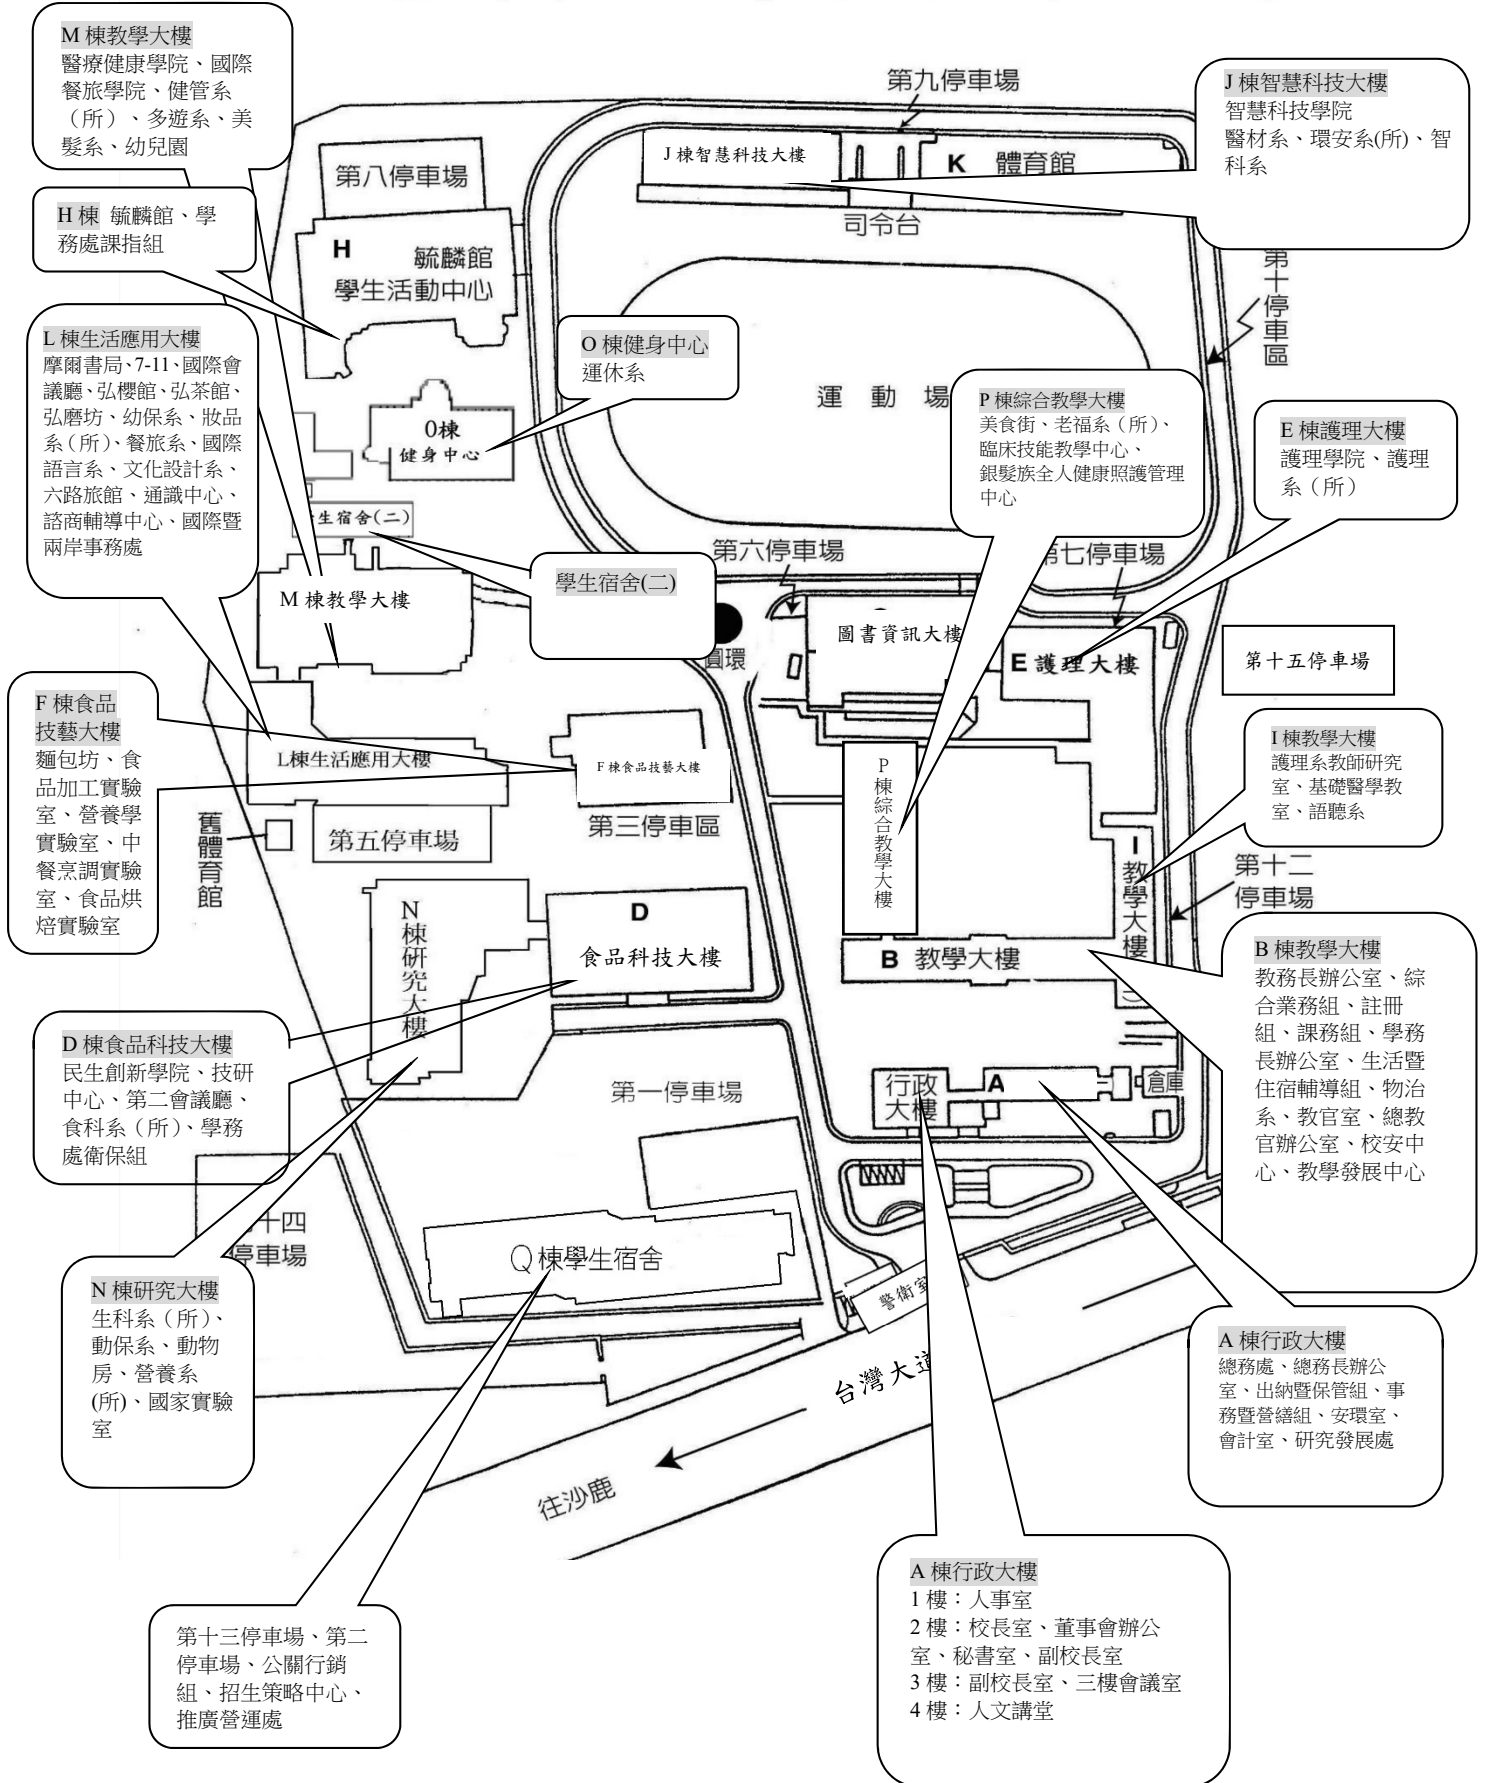 M 棟教學大樓
醫療健康學院、國際
餐旅學院、健管系
（所）、多遊系、美
髮系、幼兒園
H 棟 毓麟館、學
務處課指組
L 棟生活應用大樓
摩爾書局、7-11、國際會
議廳、弘櫻館、弘茶館、
弘磨坊、幼保系、妝品
系（所）、餐旅系、國際
語言系、文化設計系、
六路旅館、通識中心、
諮商輔導中心、國際暨
兩岸事務處
F 棟食品
技藝大樓
麵包坊、食
品加工實驗
室、營養學
實驗室、中
餐烹調實驗
室、食品烘
焙實驗室
D 棟食品科技大樓
民生創新學院、技研
中心、第二會議廳、
食科系（所）、學務
處衛保組
N 棟研究大樓
生科系（所）、
動保系、動物
房、營養系
(所)、國家實驗
室
第十三停車場、第二
停車場、公關行銷
組、招生策略中心、
推廣營運處
第八停車場
H 毓麟館
學生活動中心
O棟
健身中心
O 棟健身中心
運休系
生宿舍(二)
學生宿舍(二)
M 棟教學大樓
L棟生活應用大樓
第五停車場
舊體育館
F 棟食品技藝大樓
第三停車區
N棟研究大樓
D
食品科技大樓
第一停車場
十四
停車場
Q棟學生宿舍
第九停車場
J 棟智慧科技大樓
K 體育館
司令台
運動場
第十停車區
第六停車場
七停車場
圓環
圖書資訊大樓
E 護理大樓
第十五停車場
P棟綜合教學大樓
I
教學大樓
第十二
停車場
B 教學大樓
行政
大樓
A
倉庫
警衛室
台灣大道
往沙鹿
J 棟智慧科技大樓
智慧科技學院
醫材系、環安系(所)、智
科系
P 棟綜合教學大樓
美食街、老福系（所）、
臨床技能教學中心、
銀髮族全人健康照護管理
中心
E 棟護理大樓
護理學院、護理
系（所）
I 棟教學大樓
護理系教師研究
室、基礎醫學教
室、語聽系
B 棟教學大樓
教務長辦公室、綜
合業務組、註冊
組、課務組、學務
長辦公室、生活暨
住宿輔導組、物治
系、教官室、總教
官辦公室、校安中
心、教學發展中心
A 棟行政大樓
總務處、總務長辦公
室、出納暨保管組、事
務暨營繕組、安環室、
會計室、研究發展處
A 棟行政大樓
1 樓：人事室
2 樓：校長室、董事會辦公
室、秘書室、副校長室
3 樓：副校長室、三樓會議室
4 樓：人文講堂